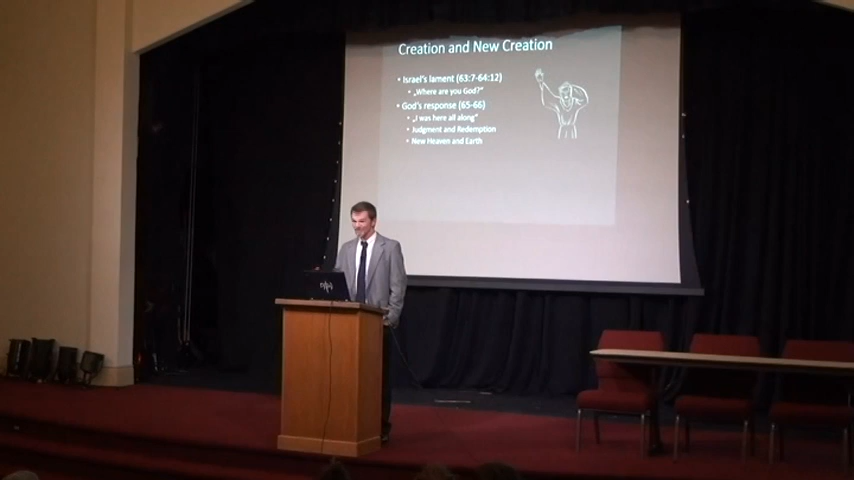 Creation and New Creation
• Israel's lament (63:7-64:12)
• „Where are you God?"
• God's response (65-66)
• „I was here all along"
• Judgment and Redemption
• New Heaven and Earth